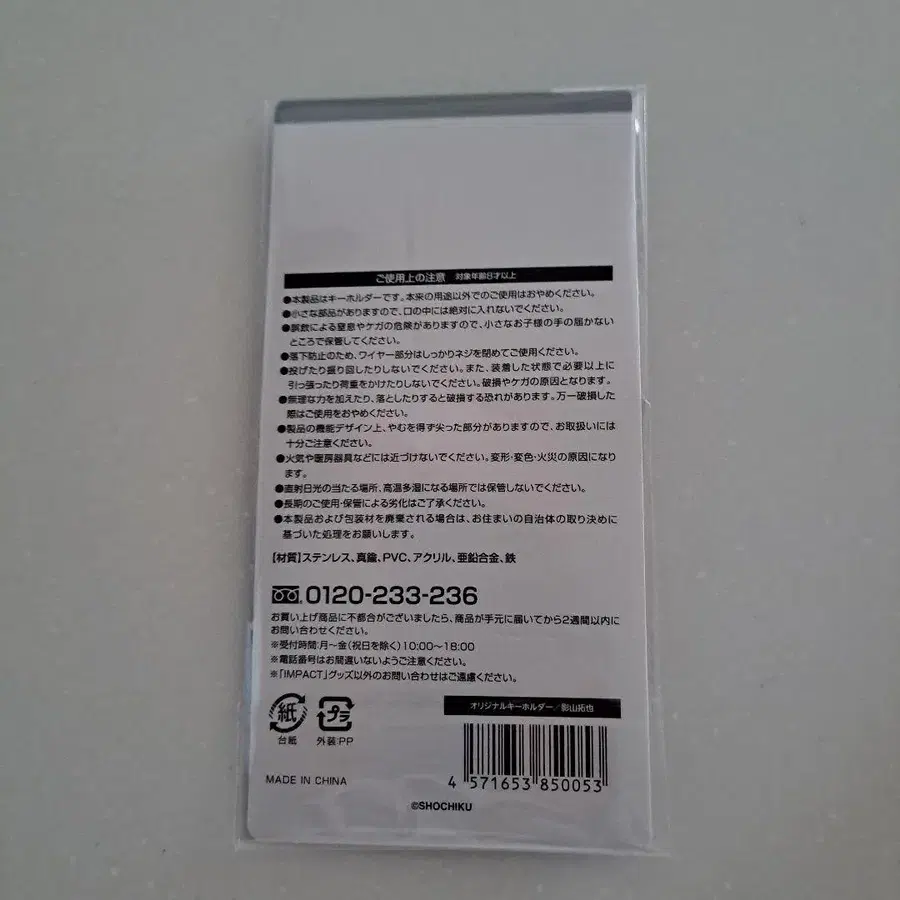 ご使用上の注意 対象年齢8才以上
●本製品はキーホルダーです。本来の用途以外でのご使用はおやめください。
●小さな部品がありますので、口の中には絶対に入れないでください。
●誤飲による窒息やケガの危険がありますので、小さなお子様の手の届かない
ところで保管してください。
●落下防止のため、ワイヤー部分はしっかりネジを閉めてご使用ください。
●投げたり振り回したりしないでください。また、装着した状態で必要以上に
引っ張ったり荷重をかけたりしないでください。破損やケガの原因となります。
●無理な力を加えたり、落としたりすると破損する恐れがあります。万一破損した
際はご使用をおやめください。
●製品の機能デザイン上、やむを得ず尖った部分がありますので、お取扱いには
十分ご注意ください。
●火気や暖房器具などには近づけないでください。変形・変色・火災の原因になり
ます。
●直射日光の当たる場所、高温多湿になる場所では保管しないでください。
●長期のご使用・保管による劣化はご了承ください。
●本製品および包装材を廃棄される場合は、お住まいの自治体の取り決めに
基づいた処理をお願いします。
【材質】ステンレス、真鍮、PVC、アクリル、亜鉛合金、鉄
0120-233-236
お買い上げ商品に不都合がございましたら、商品が手元に届いてから2週間以内に
お問い合わせください。
※受付時間:月〜金(祝日を除く)10:00〜18:00
※電話番号はお間違いないようご注意ください。
※「IMPACT」グッズ以外のお問い合わせはご遠慮ください。
オリジナルキーホルダー/影山拓也
紙
台紙
プラ
外装:PP
4 571653 850053
MADE IN CHINA
©SHOCHIKU